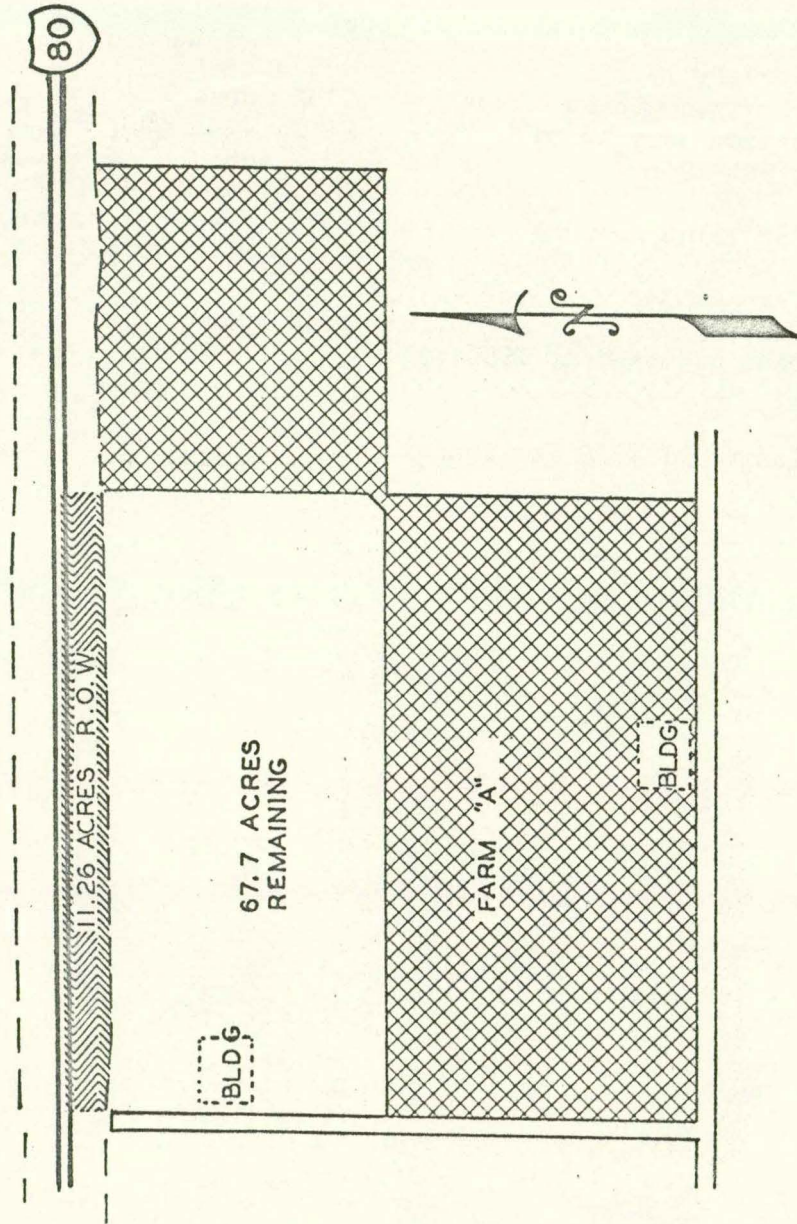 80
11.26 ACRES R.O.W.
67.7 ACRES
REMAINING
BLDG
FARM "A"
BLDG
N